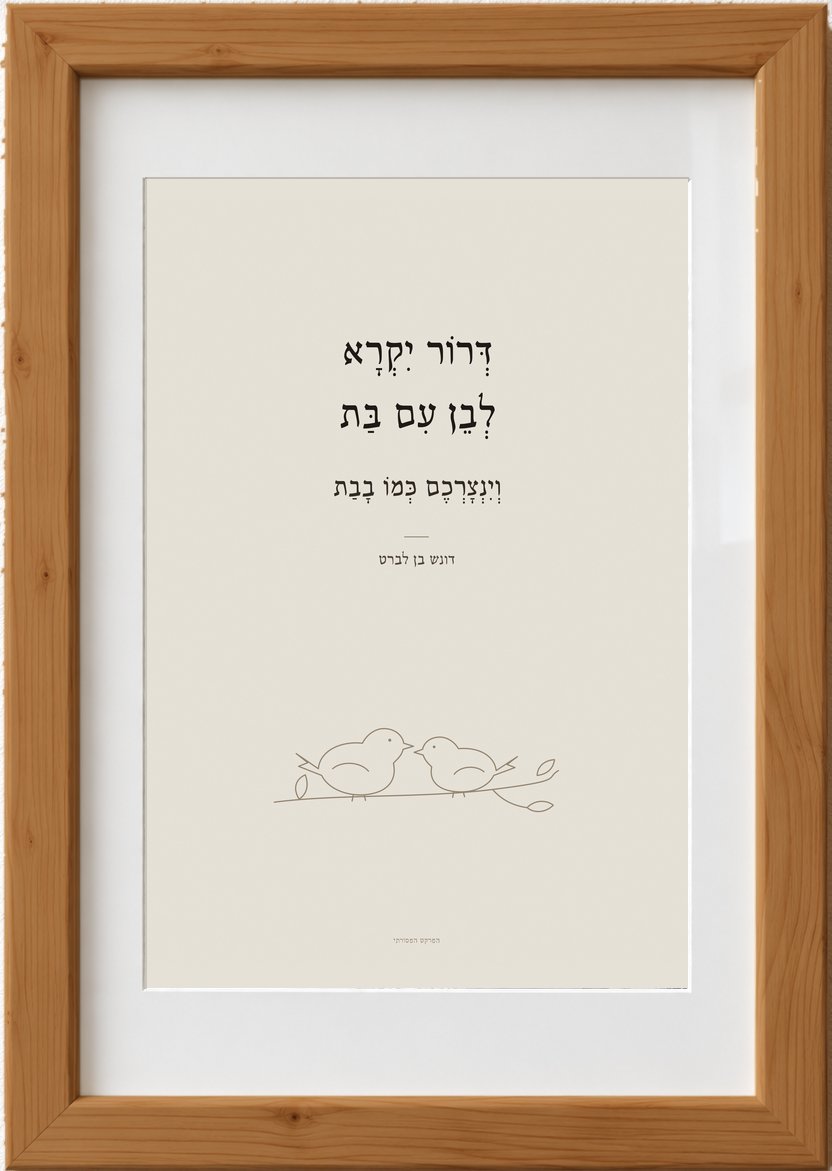 דְּרוֹר יִקְרָא
לְבֵן עִם בַּת
וְיִנְצָרְכֶם כְּמוֹ בָבַת
דונש בן לברט